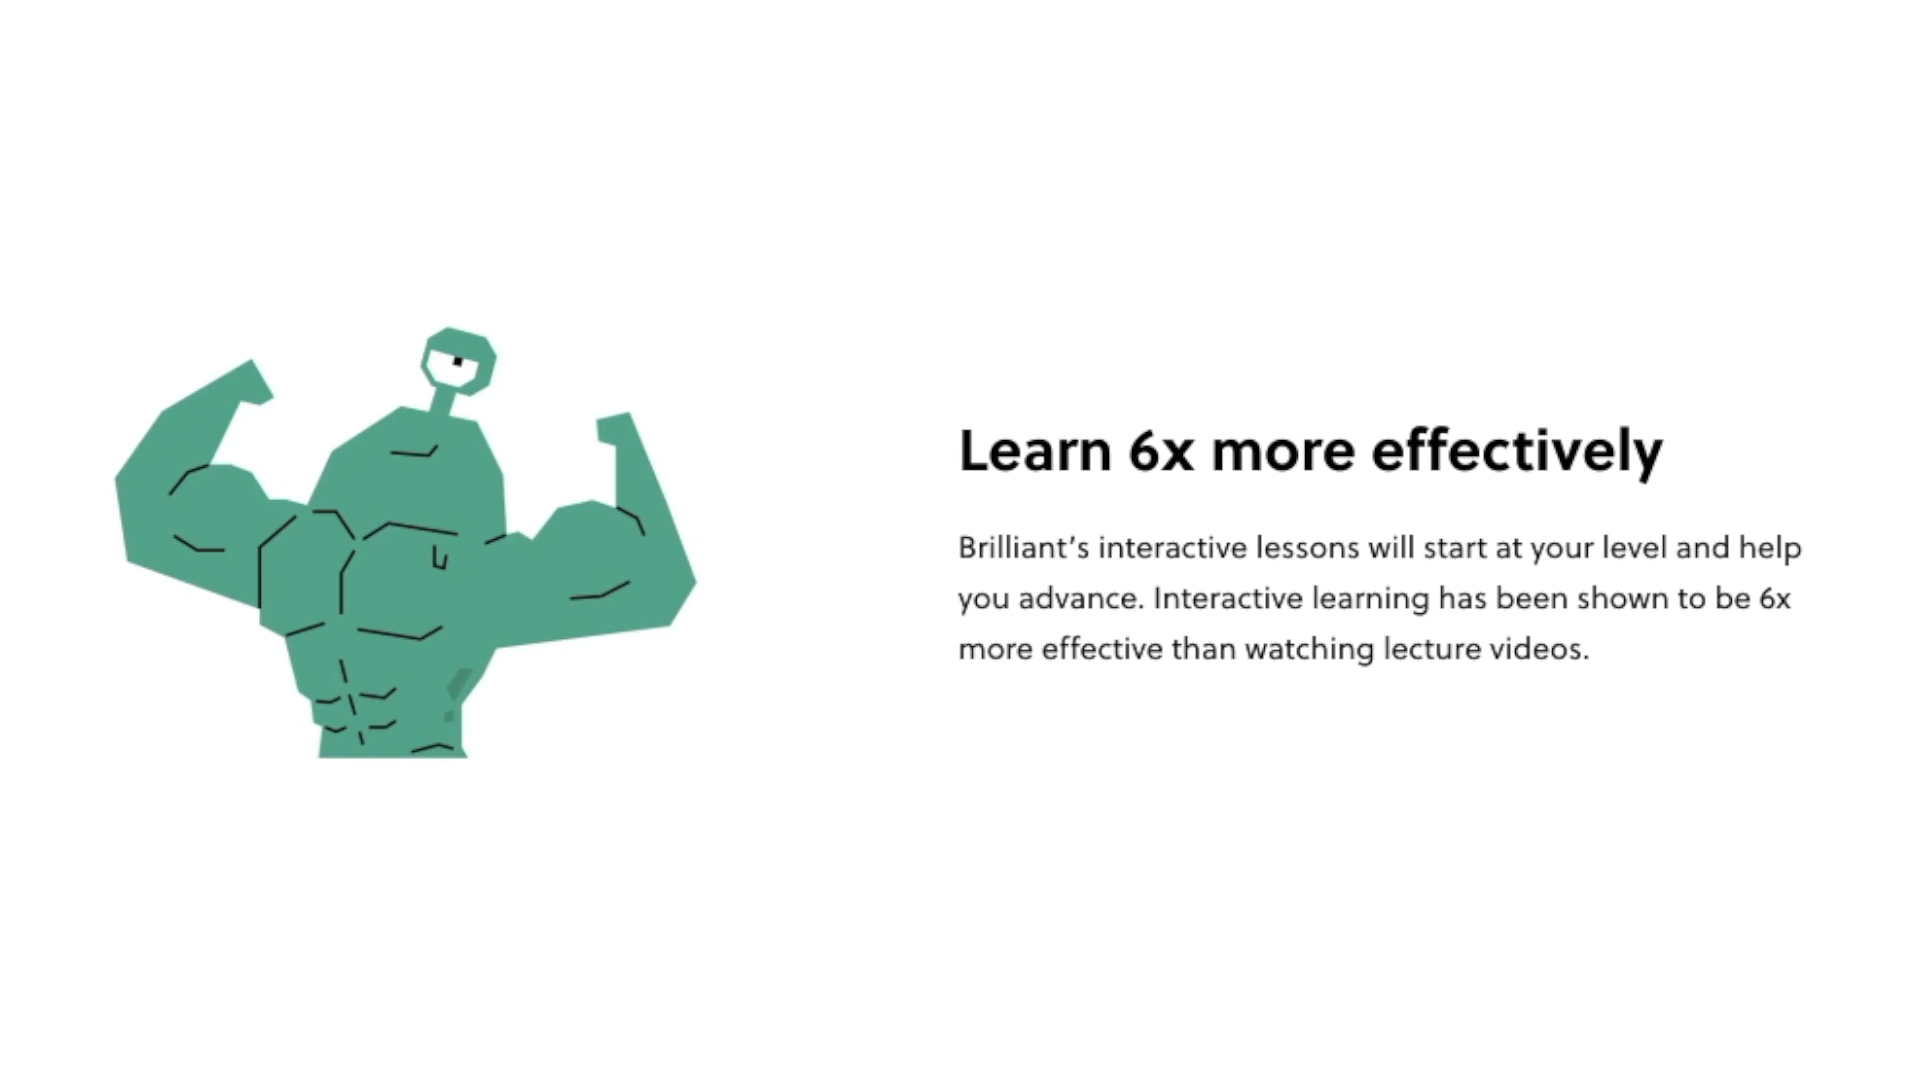 Learn 6x more effectively
Brilliant’s interactive lessons will start at your level and help
you advance. Interactive learning has been shown to be 6x
more effective than watching lecture videos.